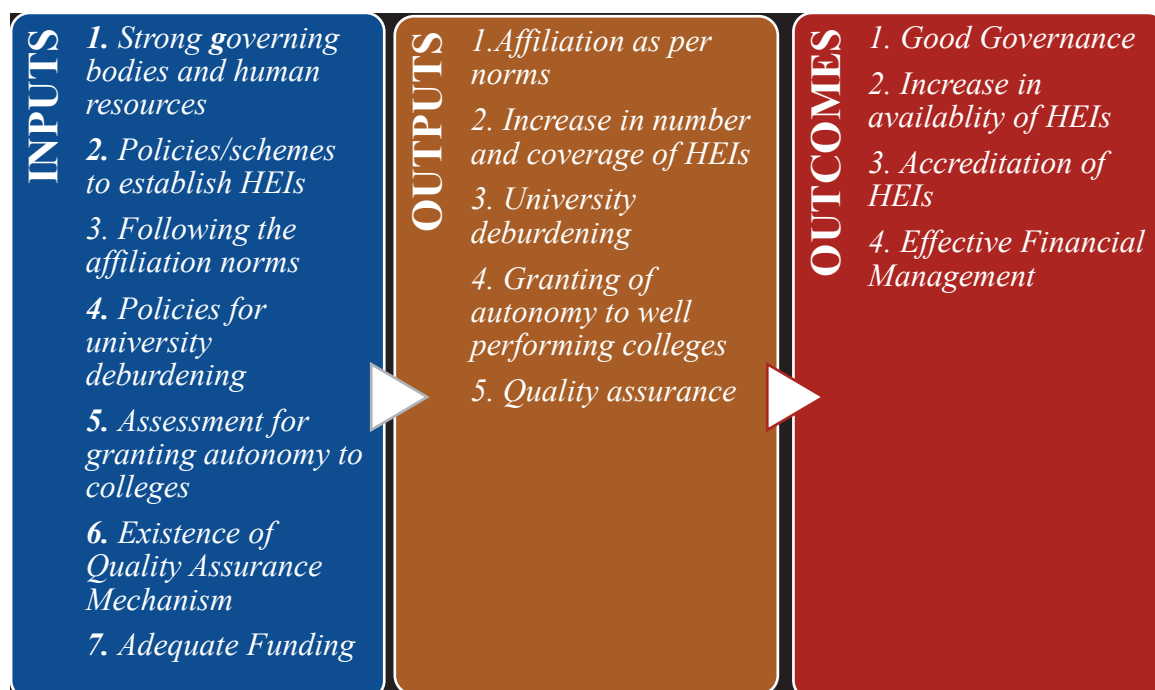 INPUTS
1. Strong governing
bodies and human
resources
2. Policies/schemes
to establish HEIs
3. Following the
affiliation norms
4. Policies for
university
deburdening
5. Assessment for
granting autonomy to
colleges
6. Existence of
Quality Assurance
Mechanism
7. Adequate Funding
OUTPUTS
1.Affiliation as per
norms
2. Increase in number
and coverage of HEIs
3. University
deburdening
4. Granting of
autonomy to well
performing colleges
5. Quality assurance
OUTCOMES
1. Good Governance
2. Increase in
availablity of HEIs
3. Accreditation of
HEIs
4. Effective Financial
Management